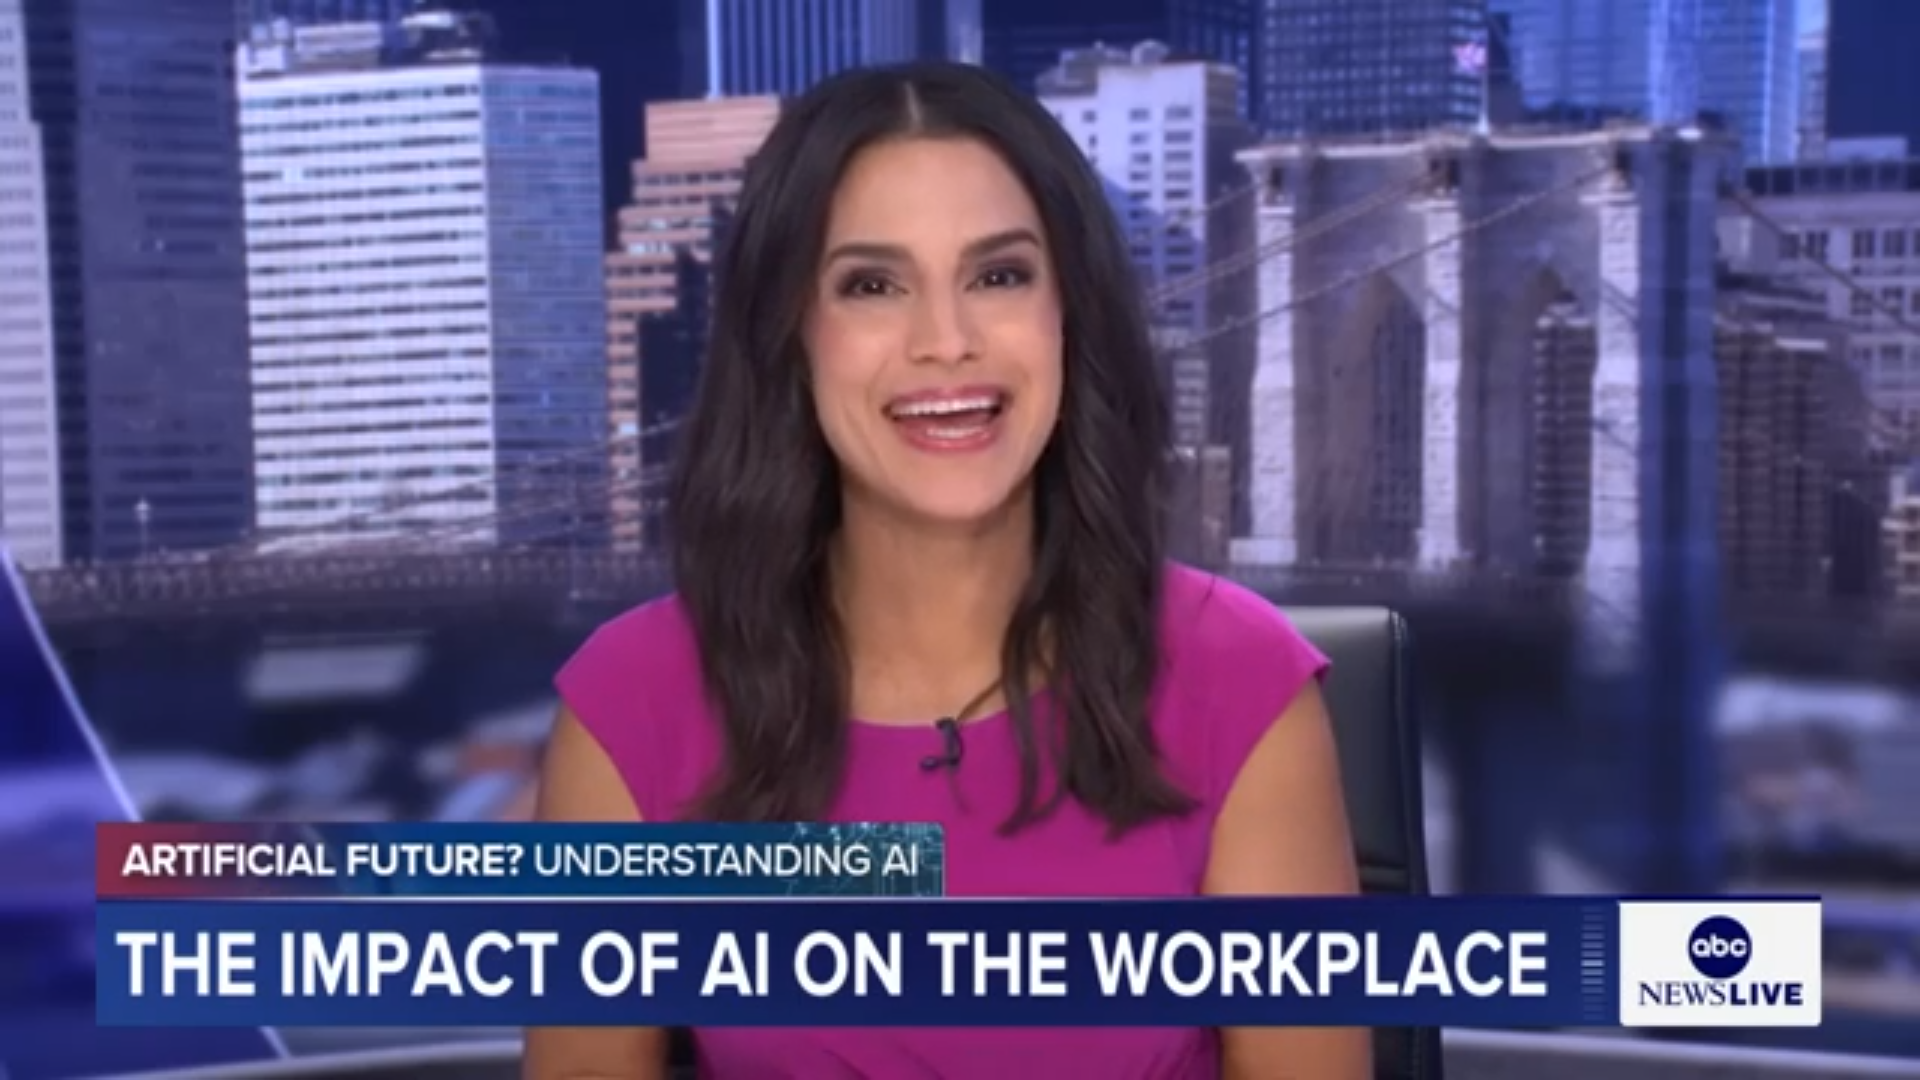 ARTIFICIAL FUTURE? UNDERSTANDING AI
THE IMPACT OF AI ON THE WORKPLACE
abc
NEWSLIVE